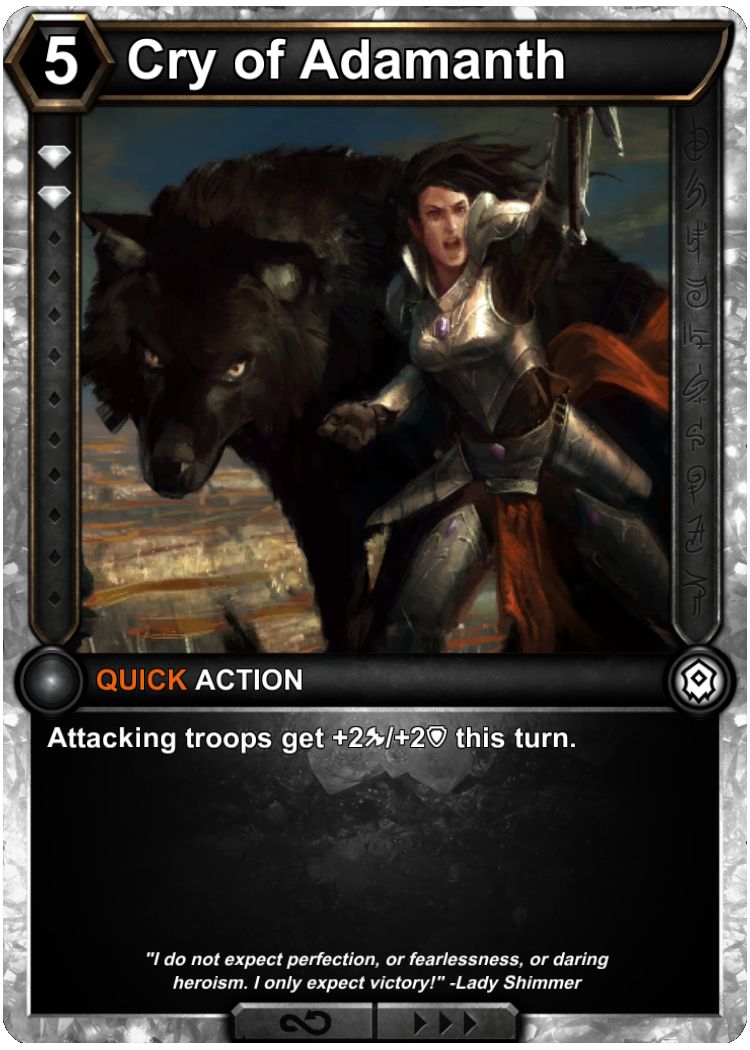 5 Cry of Adamanth
QUICK ACTION
Attacking troops get +2/+2 this turn.
"I do not expect perfection, or fearlessness, or daring
heroism. I only expect victory!" -Lady Shimmer